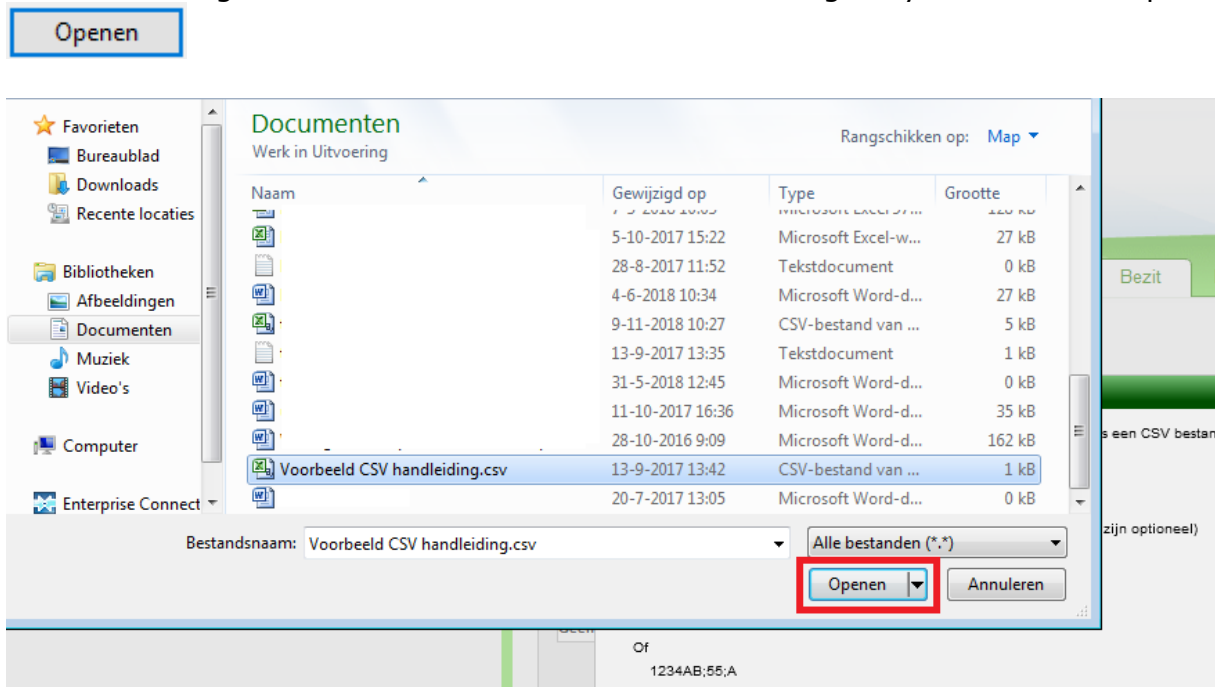 Openen
Favorieten
Bureaublad
Downloads
Recente locaties
Bibliotheken
Afbeeldingen
Documenten
Muziek
Video's
Computer
Enterprise Connect
Documenten
Werk in Uitvoering
Rangschikken op: Map
Naam Gewijzigd op Type Grootte
5-10-2017 15:22 Microsoft Excel-w... 27 kB
28-8-2017 11:52 Tekstdocument 0 kB
4-6-2018 10:34 Microsoft Word-d... 27 kB
9-11-2018 10:27 CSV-bestand van ... 5 kB
13-9-2017 13:35 Tekstdocument 1 kB
31-5-2018 12:45 Microsoft Word-d... 0 kB
11-10-2017 16:36 Microsoft Word-d... 35 kB
28-10-2016 9:09 Microsoft Word-d... 162 kB
Voorbeeld CSV handleiding.csv 13-9-2017 13:42 CSV-bestand van ... 1 kB
20-7-2017 13:05 Microsoft Word-d... 0 kB
Bestandsnaam: Voorbeeld CSV handleiding.csv Alle bestanden (*.*)
Openen Annuleren
Bezit
s een CSV bestan
zijn optioneel)
Of
1234AB;55;A